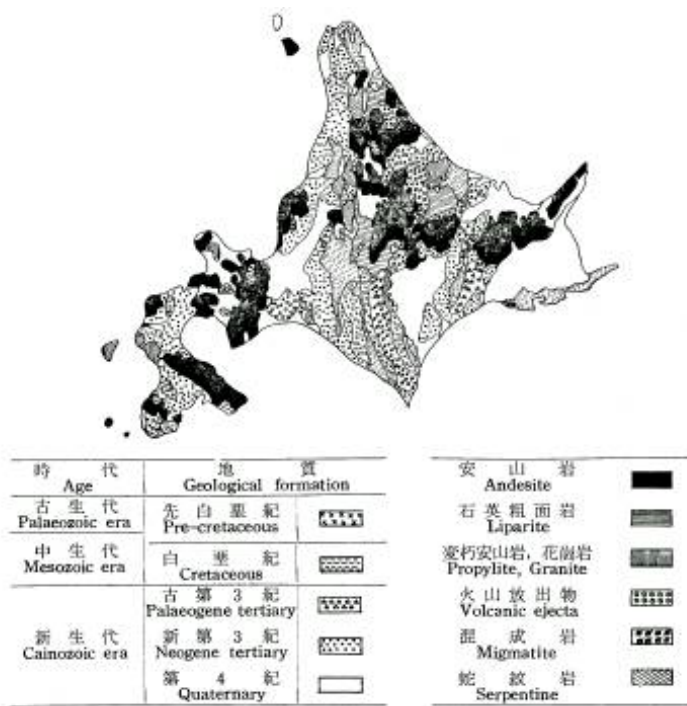 時代
Age
地質
Geological formation
古生代
Palaeozoic era
先白堊紀
Pre-cretaceous
中生代
Mesozoic era
白堊紀
Cretaceous
新生代
Cainozoic era
古第3紀
Palaeogene tertiary
新第3紀
Neogene tertiary
第4紀
Quaternary
安山岩
Andesite
石英粗面岩
Liparite
変朽安山岩,花崗岩
Propylite, Granite
火山放出物
Volcanic ejecta
混成岩
Migmatite
蛇紋岩
Serpentine